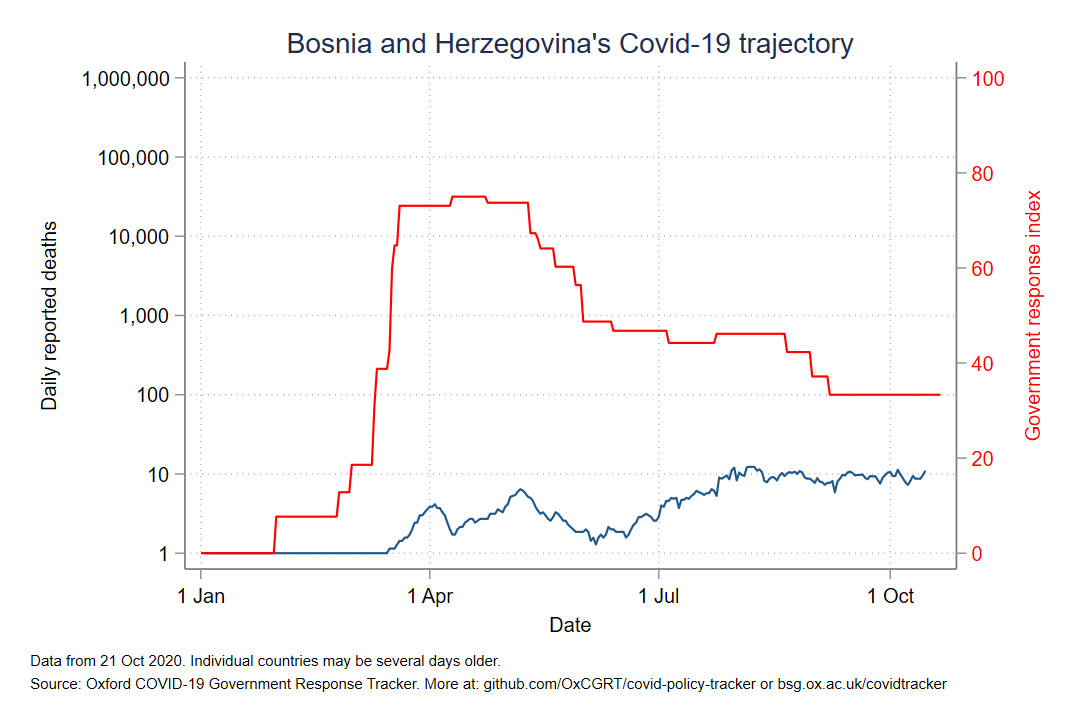 Bosnia and Herzegovina's Covid-19 trajectory
1,000,000
100,000
10,000
1,000
100
10
1
Daily reported deaths
100
80
60
40
20
0
Government response index
1 Jan
1 Apr
1 Jul
1 Oct
Date
Data from 21 Oct 2020. Individual countries may be several days older.
Source: Oxford COVID-19 Government Response Tracker. More at: github.com/OxCGRT/covid-policy-tracker or bsg.ox.ac.uk/covidtracker